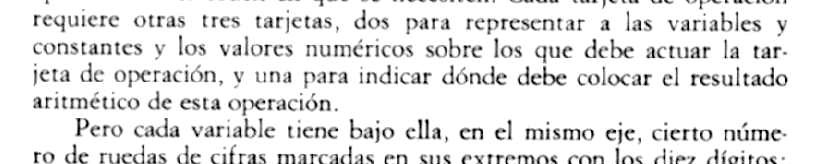 requiere otras tres tarjetas, dos para representar a las variables y
constantes y los valores numéricos sobre los que debe actuar la tar-
jeta de operación, y una para indicar dónde debe colocar el resultado
aritmético de esta operación.
Pero cada variable tiene bajo ella, en el mismo eje, cierto núme-
ro de ruedas de cifras marcadas en sus extremos con los diez dígitos: